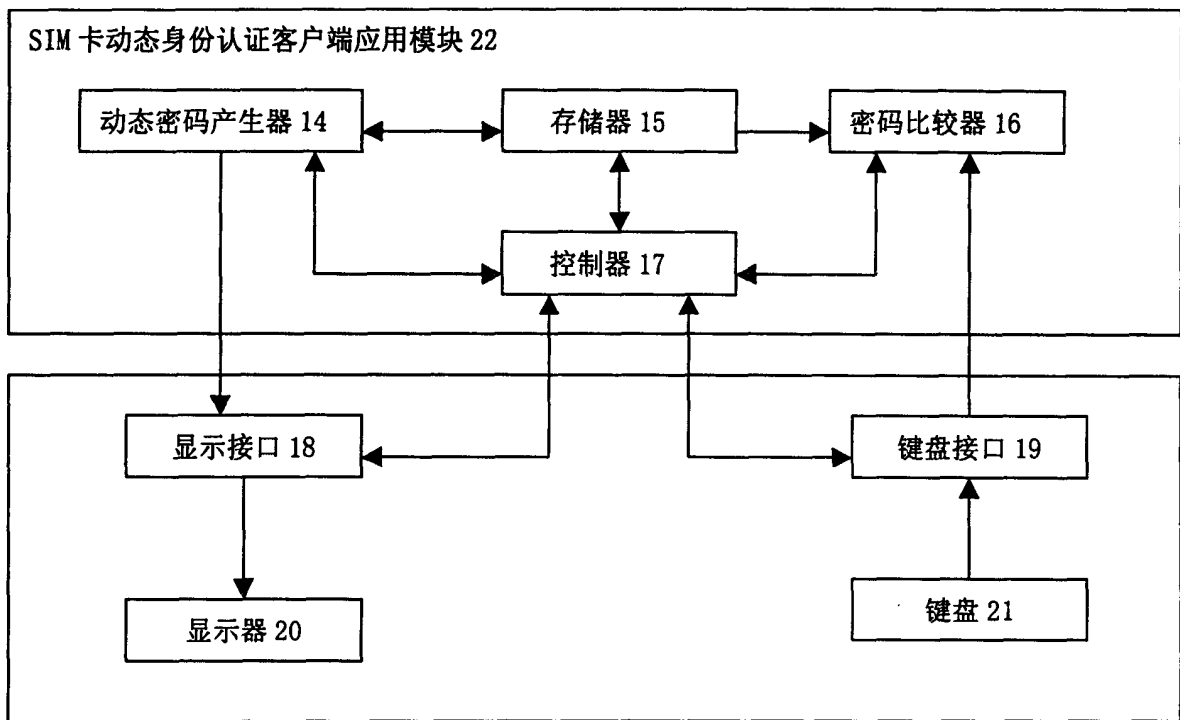 SIM 卡动态身份认证客户端应用模块 22
动态密码产生器 14
存储器 15
密码比较器 16
控制器 17
显示接口 18
键盘接口 19
显示器 20
键盘 21